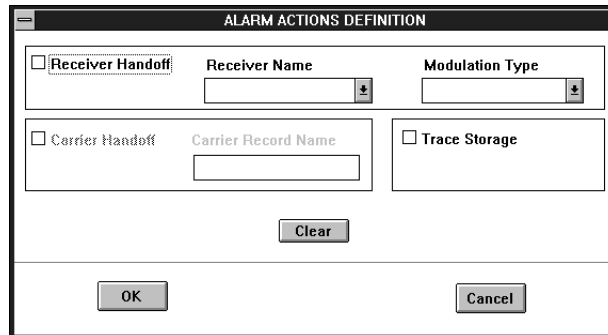 ALARM ACTIONS DEFINITION
Receiver Handoff Receiver Name Modulation Type
Carrier Handoff Carrier Record Name Trace Storage
Clear
OK Cancel